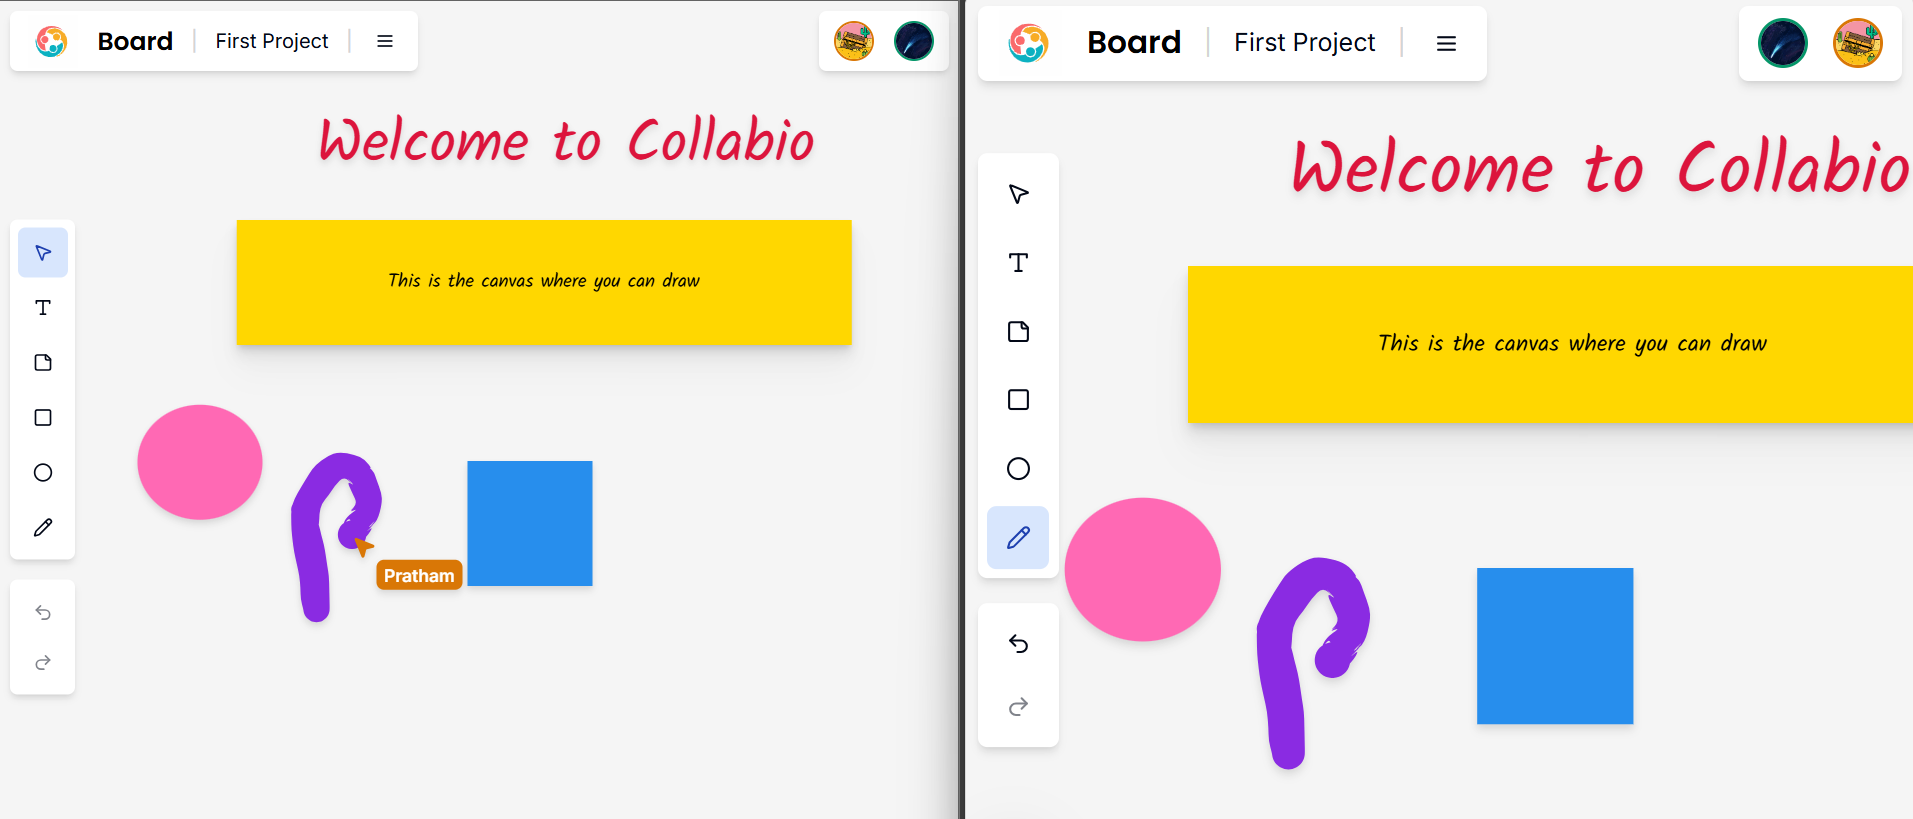 Board | First Project |
Welcome to Collabio
This is the canvas where you can draw
Pratham
Board | First Project |
Welcome to Collabio
This is the canvas where you can draw